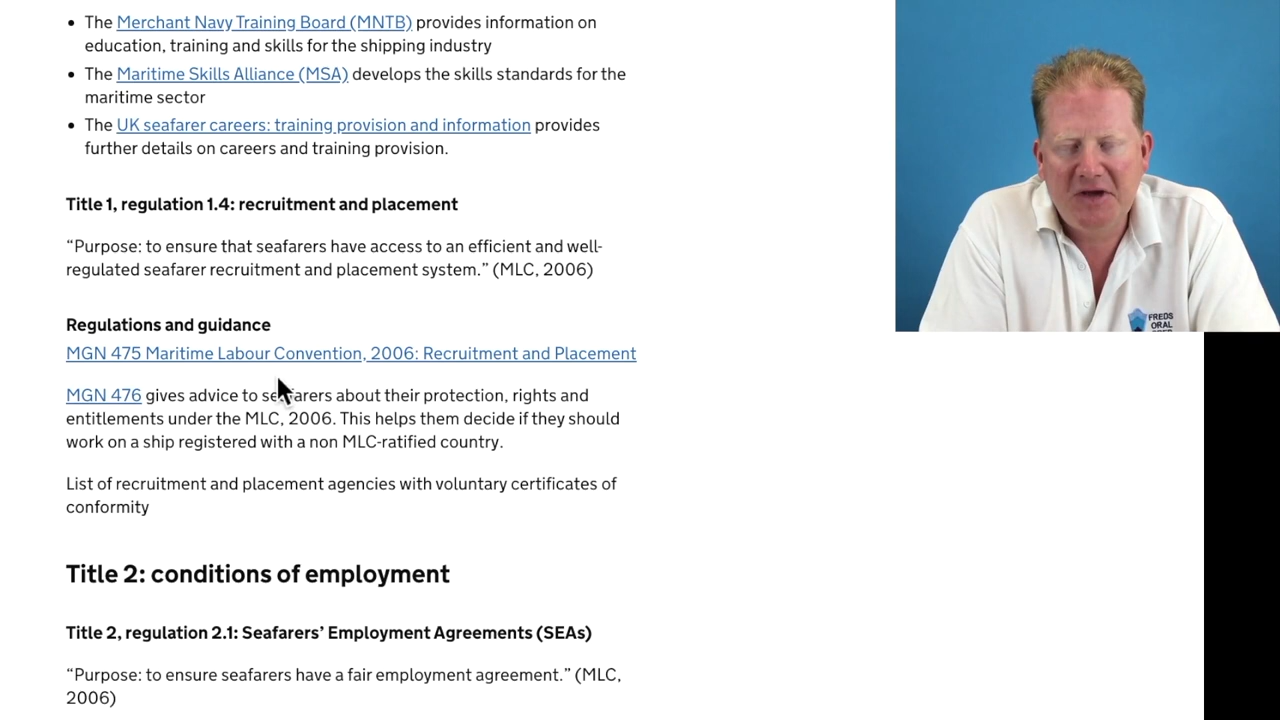 • The Merchant Navy Training Board (MNTB) provides information on
education, training and skills for the shipping industry
• The Maritime Skills Alliance (MSA) develops the skills standards for the
maritime sector
• The UK seafarer careers: training provision and information provides
further details on careers and training provision.
Title 1, regulation 1.4: recruitment and placement
“Purpose: to ensure that seafarers have access to an efficient and well-
regulated seafarer recruitment and placement system.” (MLC, 2006)
Regulations and guidance
MGN 475 Maritime Labour Convention, 2006: Recruitment and Placement
MGN 476 gives advice to seafarers about their protection, rights and
entitlements under the MLC, 2006. This helps them decide if they should
work on a ship registered with a non MLC-ratified country.
List of recruitment and placement agencies with voluntary certificates of
conformity
Title 2: conditions of employment
Title 2, regulation 2.1: Seafarers’ Employment Agreements (SEAs)
“Purpose: to ensure seafarers have a fair employment agreement.” (MLC,
2006)
FREDS
ORAL